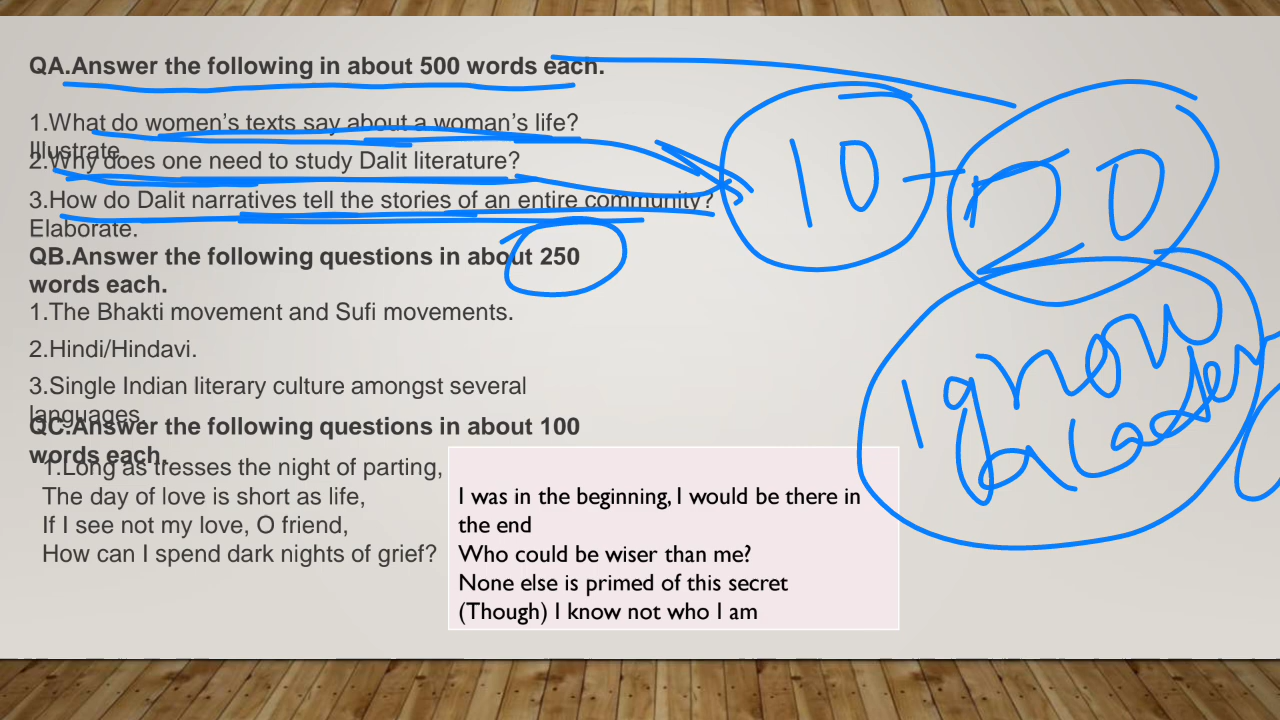 QA.Answer the following in about 500 words each.
1.What do women's texts say about a woman's life?
Illustrate.
2.Why does one need to study Dalit literature?
3.How do Dalit narratives tell the stories of an entire community?
Elaborate.
QB.Answer the following questions in about 250
words each.
1.The Bhakti movement and Sufi movements.
2.Hindi/Hindavi.
3.Single Indian literary culture amongst several
languages.
QC.Answer the following questions in about 100
words each.
1.Long as tresses the night of parting,
The day of love is short as life,
If I see not my love, O friend,
How can I spend dark nights of grief?
I was in the beginning, I would be there in
the end
Who could be wiser than me?
None else is primed of this secret
(Though) I know not who I am
10 - 20
Ignou